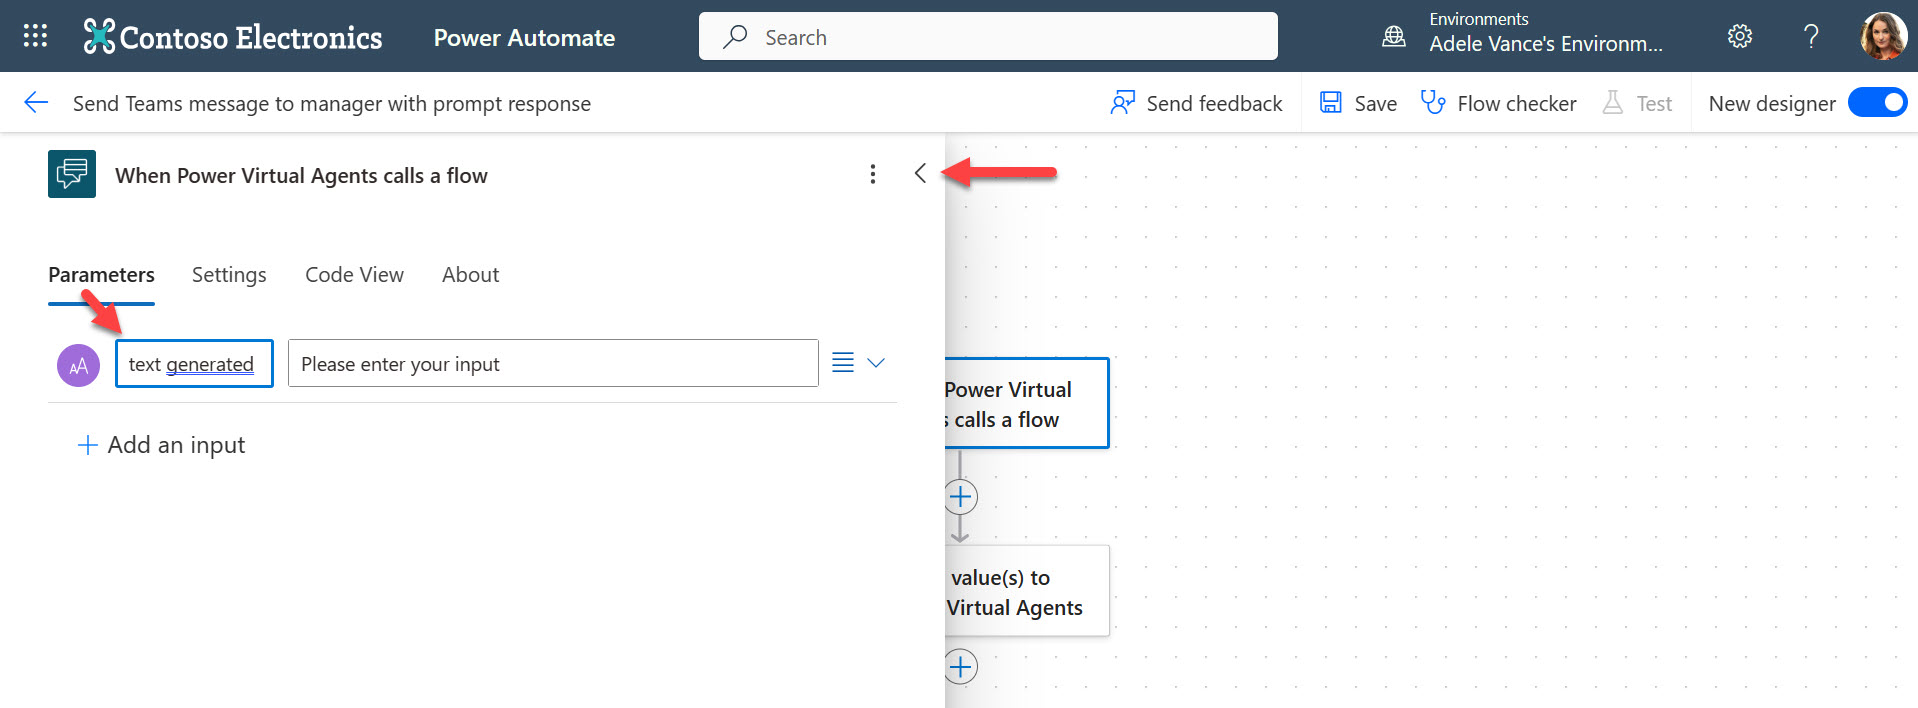 Contoso Electronics
Power Automate
Search
Environments
Adele Vance's Environm...
?
Send Teams message to manager with prompt response
Send feedback
Save
Flow checker
Test
New designer
When Power Virtual Agents calls a flow
Parameters
Settings
Code View
About
AA
text generated
Please enter your input
Add an input
Power Virtual
s calls a flow
value(s) to
Virtual Agents